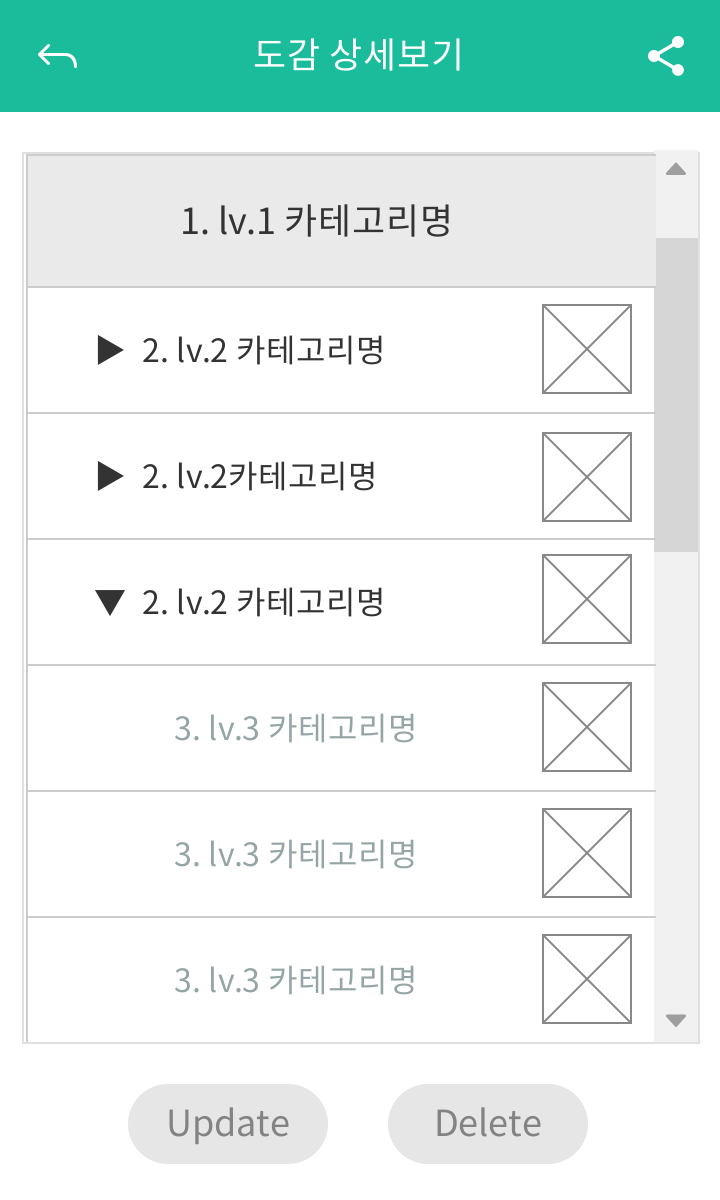 도감 상세보기
1. lv.1 카테고리명
2. lv.2 카테고리명
2. lv.2카테고리명
2. lv.2 카테고리명
3. lv.3 카테고리명
3. lv.3 카테고리명
3. lv.3 카테고리명
Update
Delete